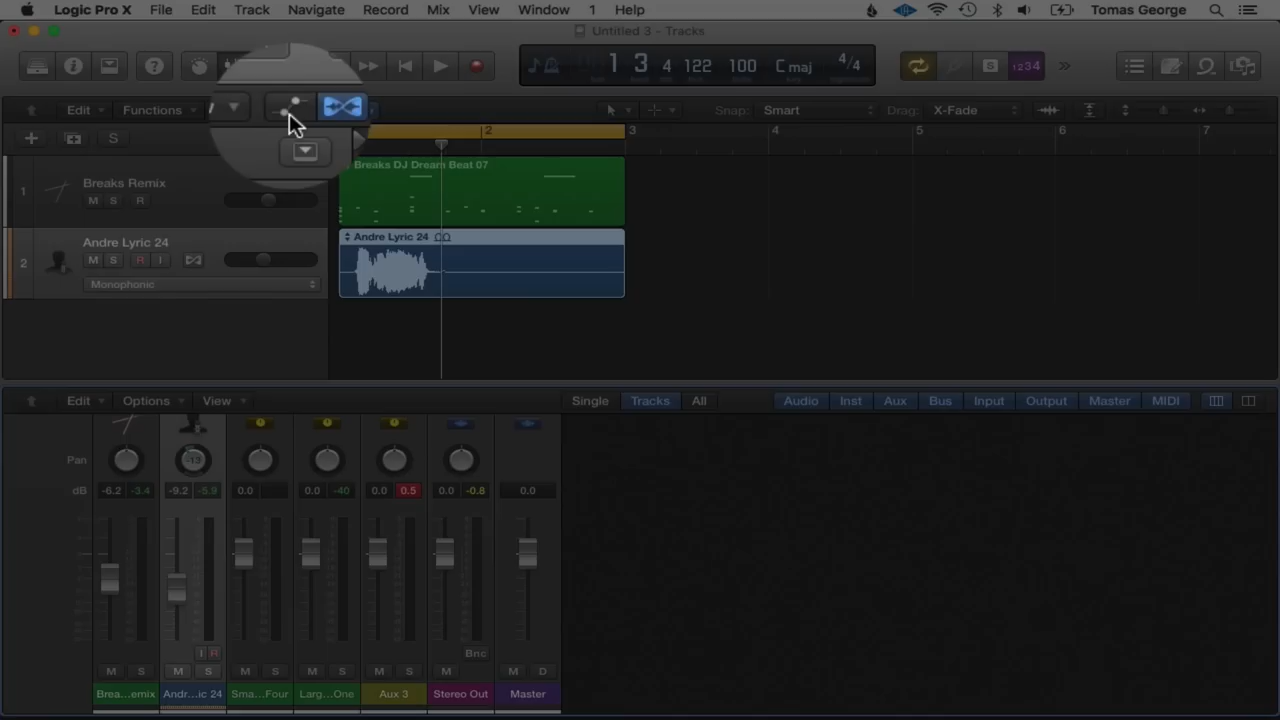 Logic Pro X File Edit Track Navigate Record Mix View Window 1 Help Tomas George
Untitled 3 - Tracks
1 3 4 122 100 C maj 4/4
S 1234
Edit Functions Snap: Smart Drag: X-Fade
S 2 3 4 5 6 7
Breaks DJ Dream Beat 07
1 Breaks Remix
M S R
Andre Lyric 24 Andre Lyric 24
2 M S R I
Monophonic
Edit Options View Single Tracks All Audio Inst Aux Bus Input Output Master MIDI
Pan -13
dB -6.2 -3.4 -9.2 -5.9 0.0 0.0 -40 0.0 0.5 0.0 -0.8 0.0
I R Bnc
M S M S M S M S M S M M D
Brea...emix Andr...ic 24 Sma...Four Larg...One Aux 3 Stereo Out Master